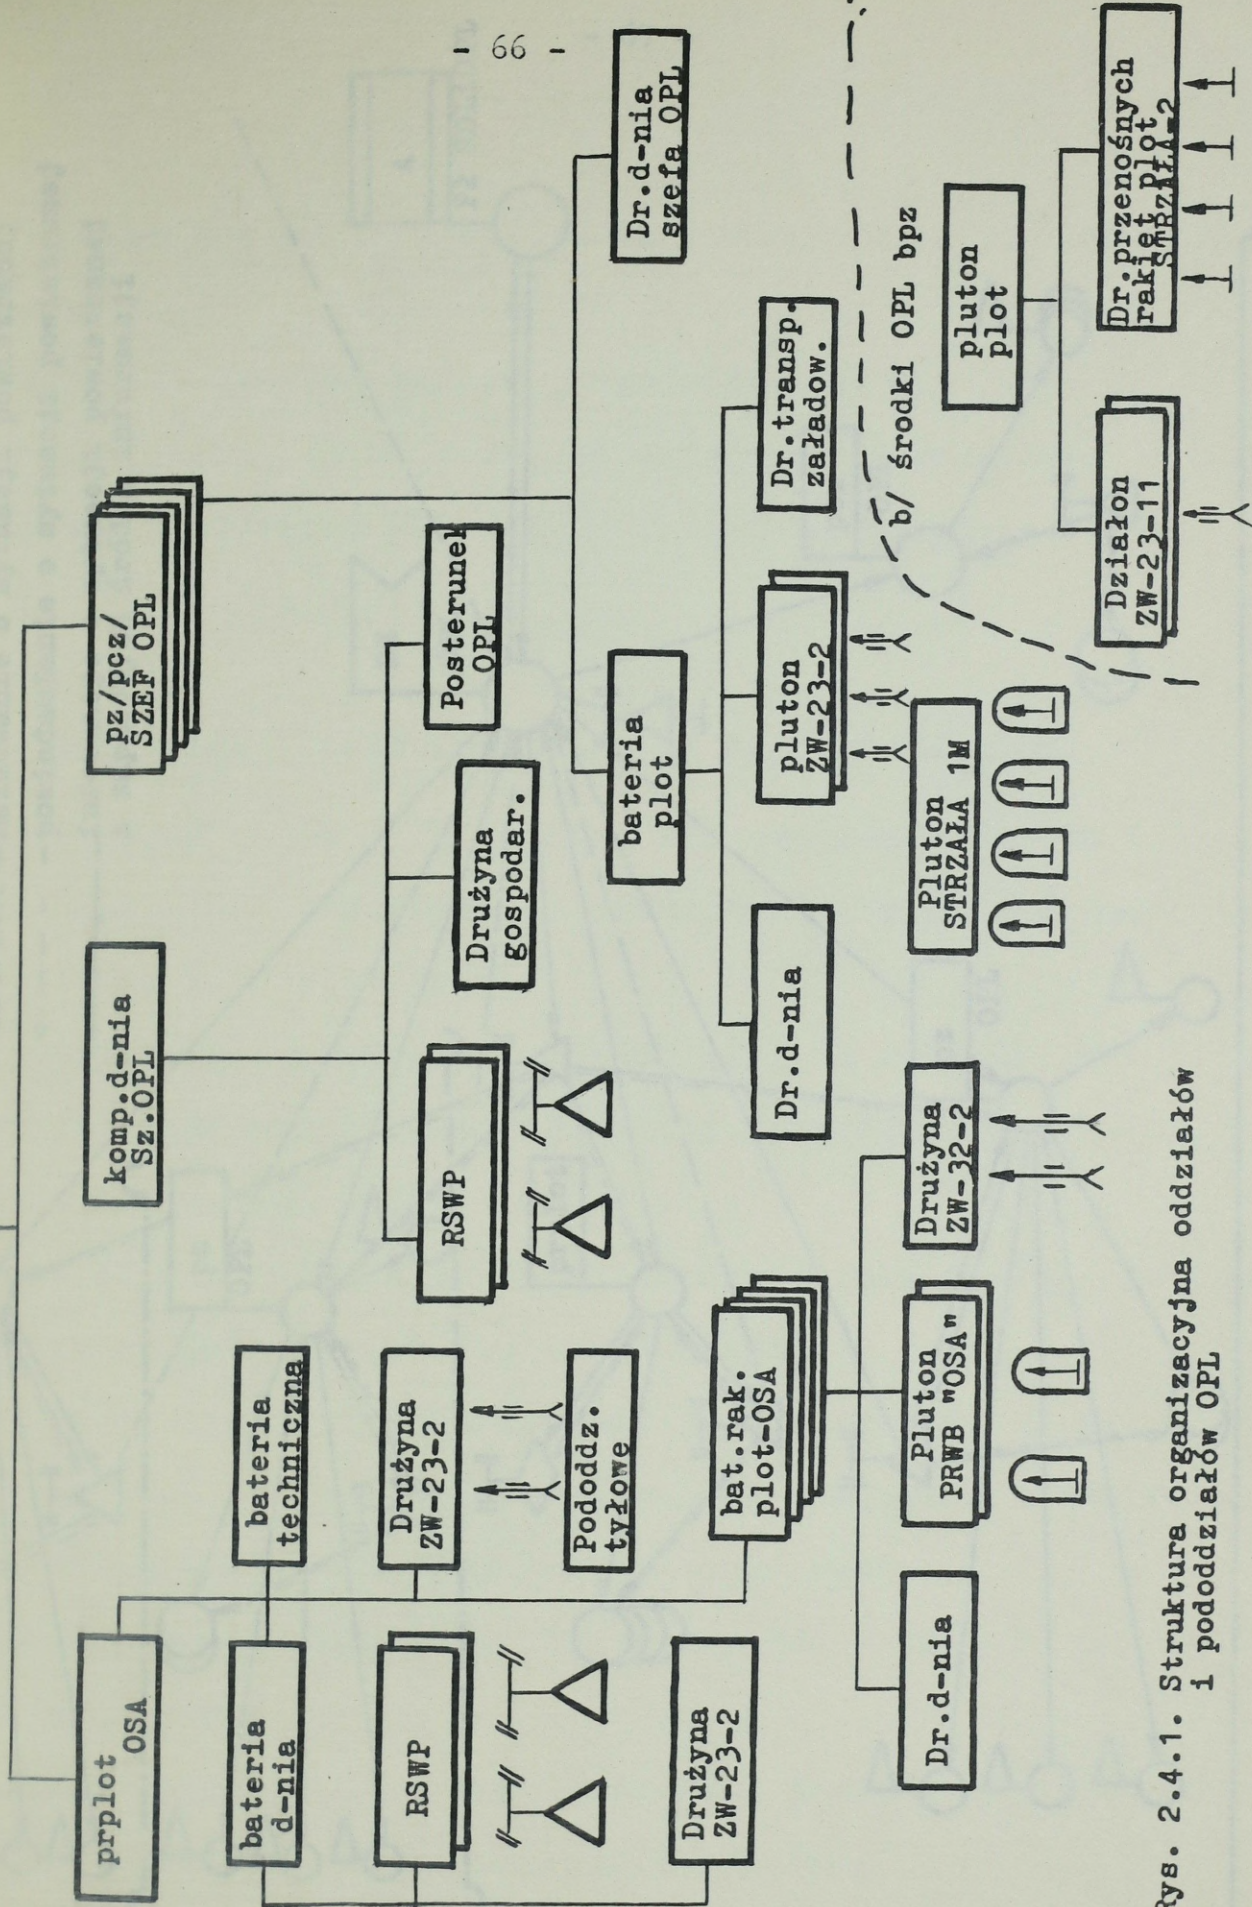 - 66 -
prplot
OSA
komp.d-nia
Sz.OPL
pz/pcz/
SZEF OPL
bateria
d-nia
bateria
techniczna
RSWP
Drużyna
ZW-23-2
Drużyna
ZW-23-2
Pododdz.
tyłowe
RSWP
Drużyna
gospodar.
Posterunek
OPL
bateria
plot
Dr.d-nia
szefa OPL
bat.rak.
plot-OSA
Dr.d-nia
pluton
ZW-23-2
Dr.transp.
załadow.
Dr.d-nia
Pluton
PRWB "OSA"
Drużyna
ZW-32-2
Pluton
STRZAŁA 1M
b/ środki OPL bpz
pluton
plot
Działon
ZW-23-11
Dr.przenośnych
rakiet plot
STRZAŁA-2
Rys. 2.4.1. Struktura organizacyjna oddziałów
i pododdziałów OPL